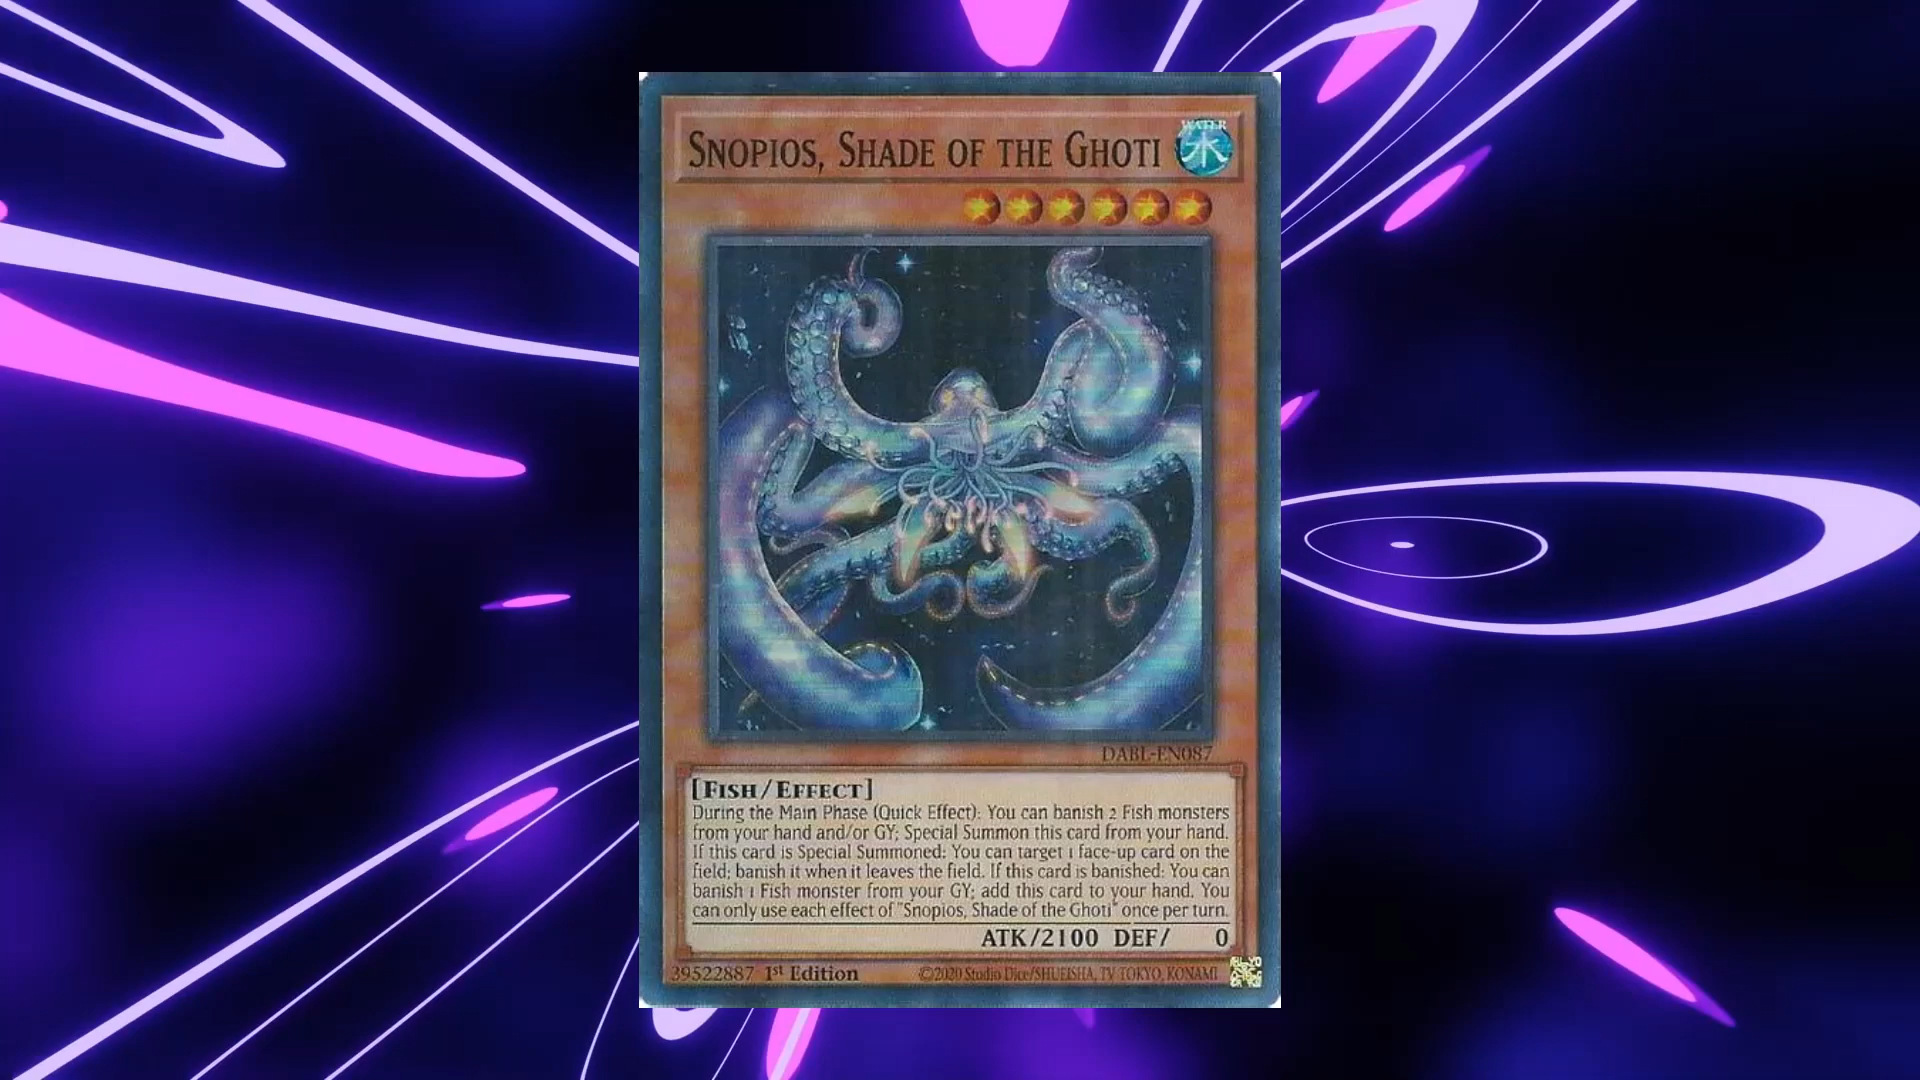 SNOPIOS, SHADE OF THE GHOTI
WATER
水
DABL-EN087
[FISH/EFFECT]
During the Main Phase (Quick Effect): You can banish 2 Fish monsters
from your hand and/or GY; Special Summon this card from your hand.
If this card is Special Summoned: You can target 1 face-up card on the
field; banish it when it leaves the field. If this card is banished: You can
banish 1 Fish monster from your GY; add this card to your hand. You
can only use each effect of "Snopios, Shade of the Ghoti" once per turn.
ATK/2100 DEF/ 0
39522887 1st Edition ©2020 Studio Dice/SHUEISHA, TV TOKYO, KONAMI